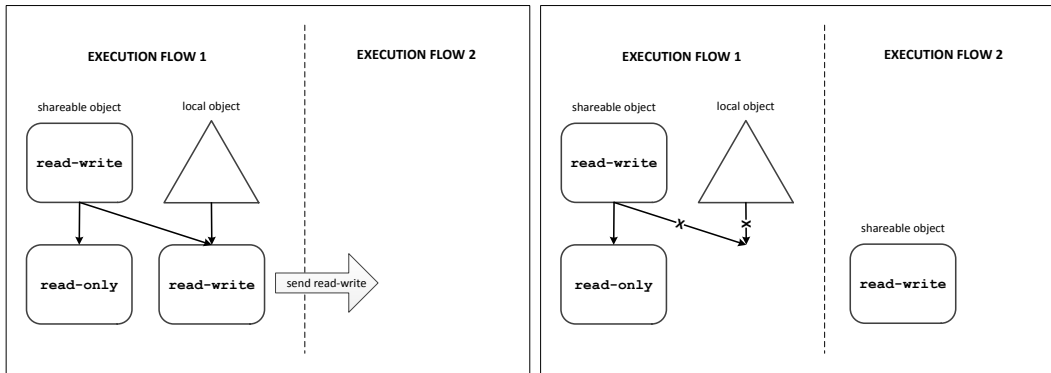 EXECUTION FLOW 1
EXECUTION FLOW 2
shareable object
local object
read-write
read-only
read-write
send read-write
EXECUTION FLOW 1
EXECUTION FLOW 2
shareable object
local object
read-write
X
X
shareable object
read-only
read-write